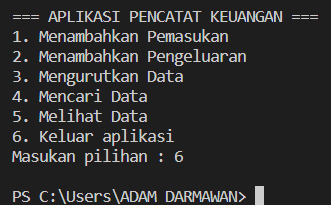 === APLIKASI PENCATAT KEUANGAN ===
1. Menambahkan Pemasukan
2. Menambahkan Pengeluaran
3. Mengurutkan Data
4. Mencari Data
5. Melihat Data
6. Keluar aplikasi
Masukan pilihan : 6
PS C:\Users\ADAM DARMAWAN>